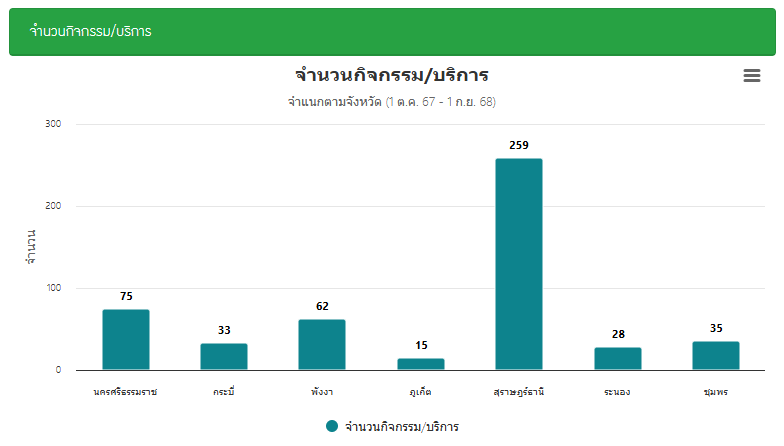 จำนวนกิจกรรม/บริการ
จำนวนกิจกรรม/บริการ
จำแนกตามจังหวัด (1 ต.ค. 67 - 1 ก.ย. 68)
จำนวน
300
200
100
0
75
33
62
15
259
28
35
นครศรีธรรมราช
กระบี่
พังงา
ภูเก็ต
สุราษฎร์ธานี
ระนอง
ชุมพร
จำนวนกิจกรรม/บริการ